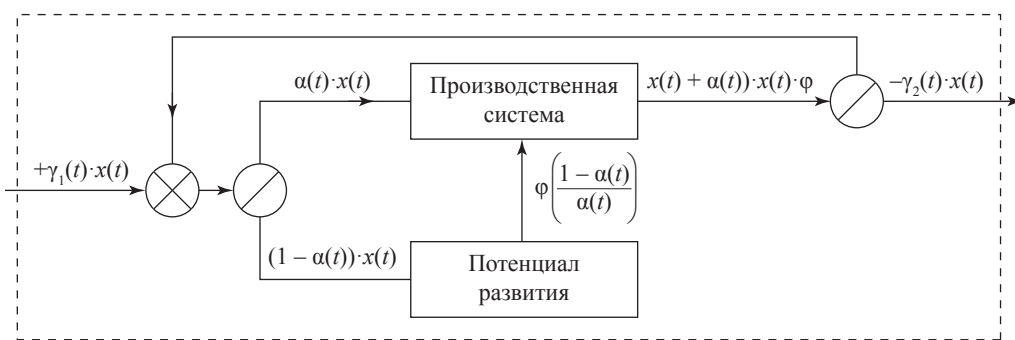 α(t)·x(t)
Производственная
система
x(t) + α(t))·x(t)·φ
–γ₂(t)·x(t)
+γ₁(t)·x(t)
φ((1 – α(t))/α(t))
(1 – α(t))·x(t)
Потенциал
развития